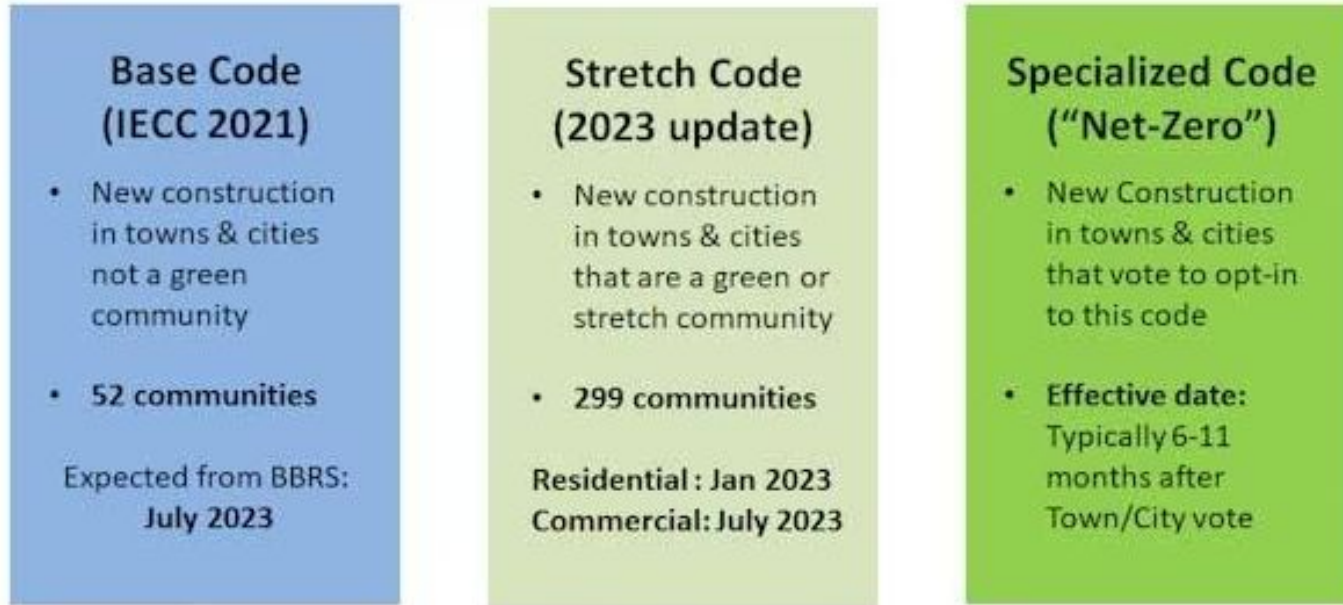 Base Code
(IECC 2021)
• New construction
in towns & cities
not a green
community
• 52 communities
Expected from BBRS:
July 2023
Stretch Code
(2023 update)
• New construction
in towns & cities
that are a green or
stretch community
• 299 communities
Residential : Jan 2023
Commercial: July 2023
Specialized Code
(“Net-Zero”)
• New Construction
in towns & cities
that vote to opt-in
to this code
• Effective date:
Typically 6-11
months after
Town/City vote